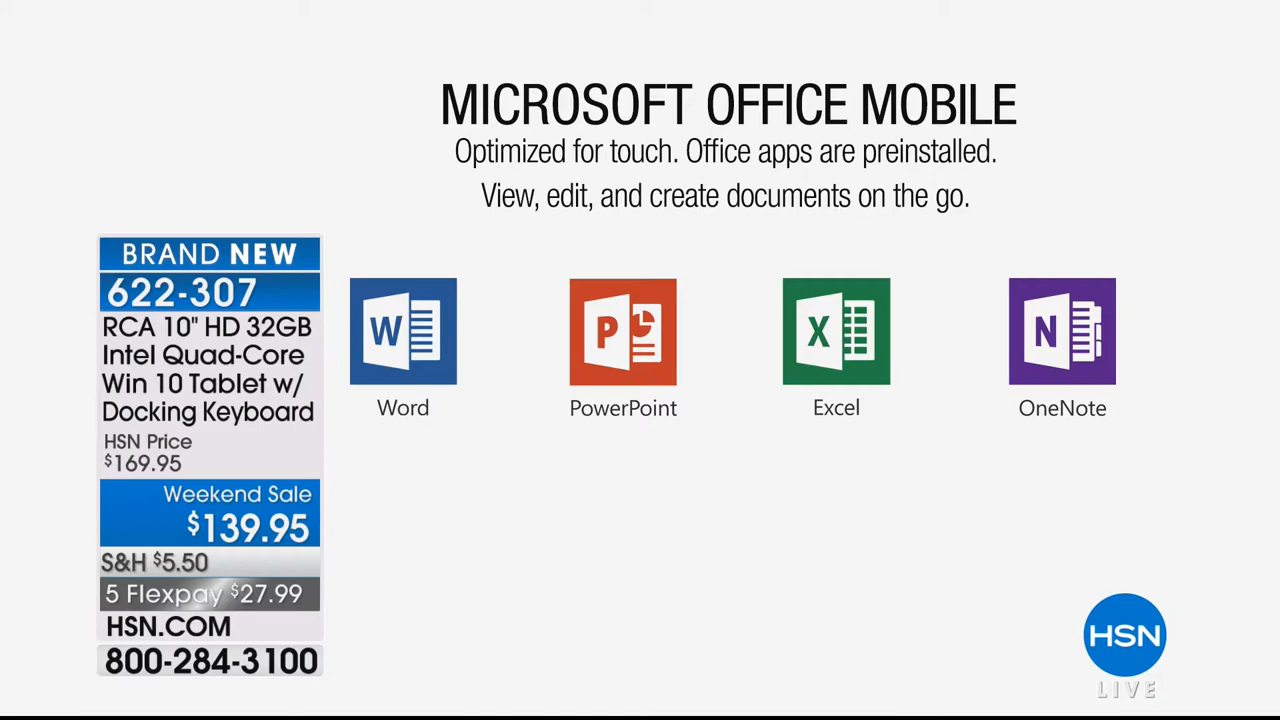 MICROSOFT OFFICE MOBILE
Optimized for touch. Office apps are preinstalled.
View, edit, and create documents on the go.
BRAND NEW
622-307
RCA 10" HD 32GB
Intel Quad-Core
Win 10 Tablet w/
Docking Keyboard
HSN Price
$169.95
Weekend Sale
$139.95
S&H $5.50
5 Flexpay $27.99
HSN.COM
800-284-3100
W
P
X
N
Word
PowerPoint
Excel
OneNote
HSN
LIVE